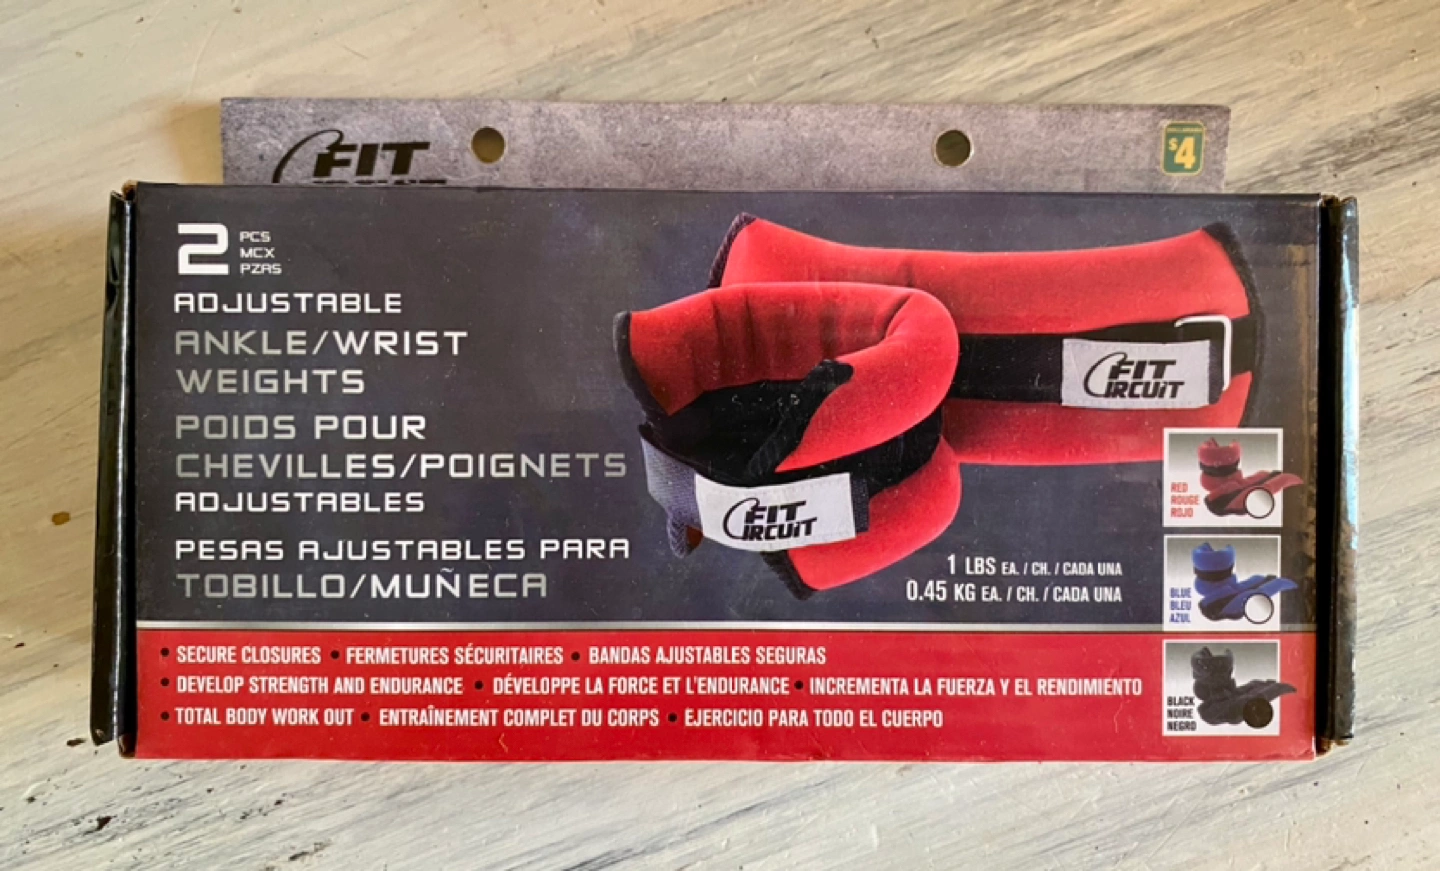 FIT
$4
2 PCS
MCX
PZAS
ADJUSTABLE
ANKLE/WRIST
WEIGHTS
POIDS POUR
CHEVILLES/POIGNETS
ADJUSTABLES
PESAS AJUSTABLES PARA
TOBILLO/MUÑECA
FIT
CIRCUIT
FIT
CIRCUIT
1 LBS EA. / CH. / CADA UNA
0.45 KG EA. / CH. / CADA UNA
RED
ROUGE
ROJO
BLUE
BLEU
AZUL
BLACK
NOIRE
NEGRO
• SECURE CLOSURES • FERMETURES SÉCURITAIRES • BANDAS AJUSTABLES SEGURAS
• DEVELOP STRENGTH AND ENDURANCE • DÉVELOPPE LA FORCE ET L'ENDURANCE • INCREMENTA LA FUERZA Y EL RENDIMIENTO
• TOTAL BODY WORK OUT • ENTRAÎNEMENT COMPLET DU CORPS • EJERCICIO PARA TODO EL CUERPO